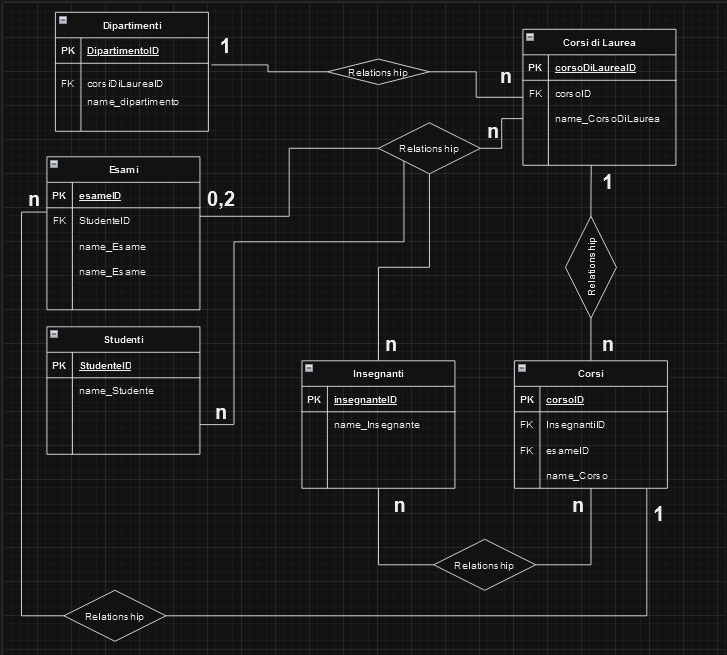 Dipartimenti
PK DipartimentoID
FK corsiDiLaureaID
name_dipartimento
1
Relationship
n
Corsi di Laurea
PK corsoDiLaureaID
FK corsoID
name_CorsoDiLaurea
n
Relationship
Esami
PK esameID
FK StudenteID
name_Esame
name_Esame
n
0,2
1
Relationship
n
Studenti
PK StudenteID
name_Studente
n
n
Insegnanti
PK insegnanteID
name_Insegnante
n
Corsi
PK corsoID
FK InsegnantiID
FK esameID
name_Corso
n
1
Relationship
Relationship